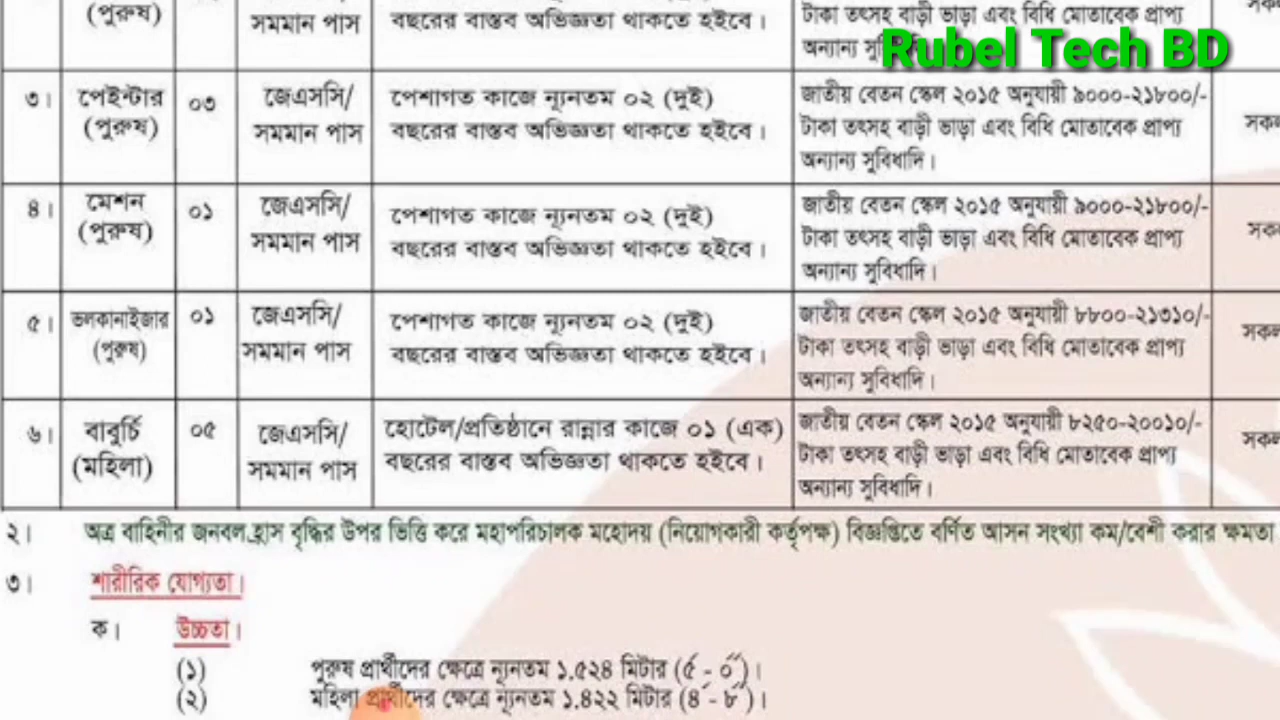 (পুরুষ)
সমমান পাস
বছরের বাস্তব অভিজ্ঞতা থাকতে হইবে।
টাকা তৎসহ বাড়ী ভাড়া এবং বিধি মোতাবেক প্রাপ্য
অন্যান্য
Rubel Tech BD
৩। পেইন্টার (পুরুষ)
০৩
জেএসসি/
সমমান পাস
পেশাগত কাজে ন্যূনতম ০২ (দুই)
বছরের বাস্তব অভিজ্ঞতা থাকতে হইবে।
জাতীয় বেতন স্কেল ২০১৫ অনুযায়ী ৯০০০-২১৮০০/-
টাকা তৎসহ বাড়ী ভাড়া এবং বিধি মোতাবেক প্রাপ্য
অন্যান্য সুবিধাদি।
৪। মেশন
(পুরুষ)
০১
জেএসসি/
সমমান পাস
পেশাগত কাজে ন্যূনতম ০২ (দুই)
বছরের বাস্তব অভিজ্ঞতা থাকতে হইবে।
জাতীয় বেতন স্কেল ২০১৫ অনুযায়ী ৯০০০-২১৮০০/-
টাকা তৎসহ বাড়ী ভাড়া এবং বিধি মোতাবেক প্রাপ্য
অন্যান্য সুবিধাদি।
৫। ভলকানাইজার
(পুরুষ)
০১
জেএসসি/
সমমান পাস
পেশাগত কাজে ন্যূনতম ০২ (দুই)
বছরের বাস্তব অভিজ্ঞতা থাকতে হইবে।
জাতীয় বেতন স্কেল ২০১৫ অনুযায়ী ৮৮০০-২১৩১০/-
টাকা তৎসহ বাড়ী ভাড়া এবং বিধি মোতাবেক প্রাপ্য
অন্যান্য সুবিধাদি।
৬। বাবুর্চি
(মহিলা)
০৫
জেএসসি/
সমমান পাস
হোটেল/প্রতিষ্ঠানে রান্নার কাজে ০১ (এক)
বছরের বাস্তব অভিজ্ঞতা থাকতে হইবে।
জাতীয় বেতন স্কেল ২০১৫ অনুযায়ী ৮২৫০-২০০১০/-
টাকা তৎসহ বাড়ী ভাড়া এবং বিধি মোতাবেক প্রাপ্য
অন্যান্য সুবিধাদি।
২। অত্র বাহিনীর জনবল হ্রাস বৃদ্ধির উপর ভিত্তি করে মহাপরিচালক মহোদয় (নিয়োগকারী কর্তৃপক্ষ) বিজ্ঞপ্তিতে বর্ণিত আসন সংখ্যা কম/বেশী করার ক্ষমতা
৩। শারীরিক যোগ্যতা।
ক। উচ্চতা।
(১) পুরুষ প্রার্থীদের ক্ষেত্রে ন্যূনতম ১.৫২৪ মিটার (৫′ - ০″)।
(২) মহিলা প্রার্থীদের ক্ষেত্রে ন্যূনতম ১.৪২২ মিটার (৪′ - ৮″)।